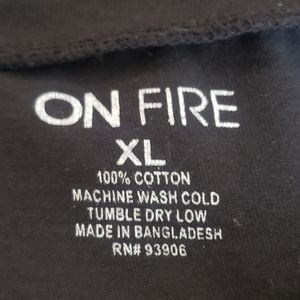 ON FIRE
XL
100% COTTON
MACHINE WASH COLD
TUMBLE DRY LOW
MADE IN BANGLADESH
RN# 93906